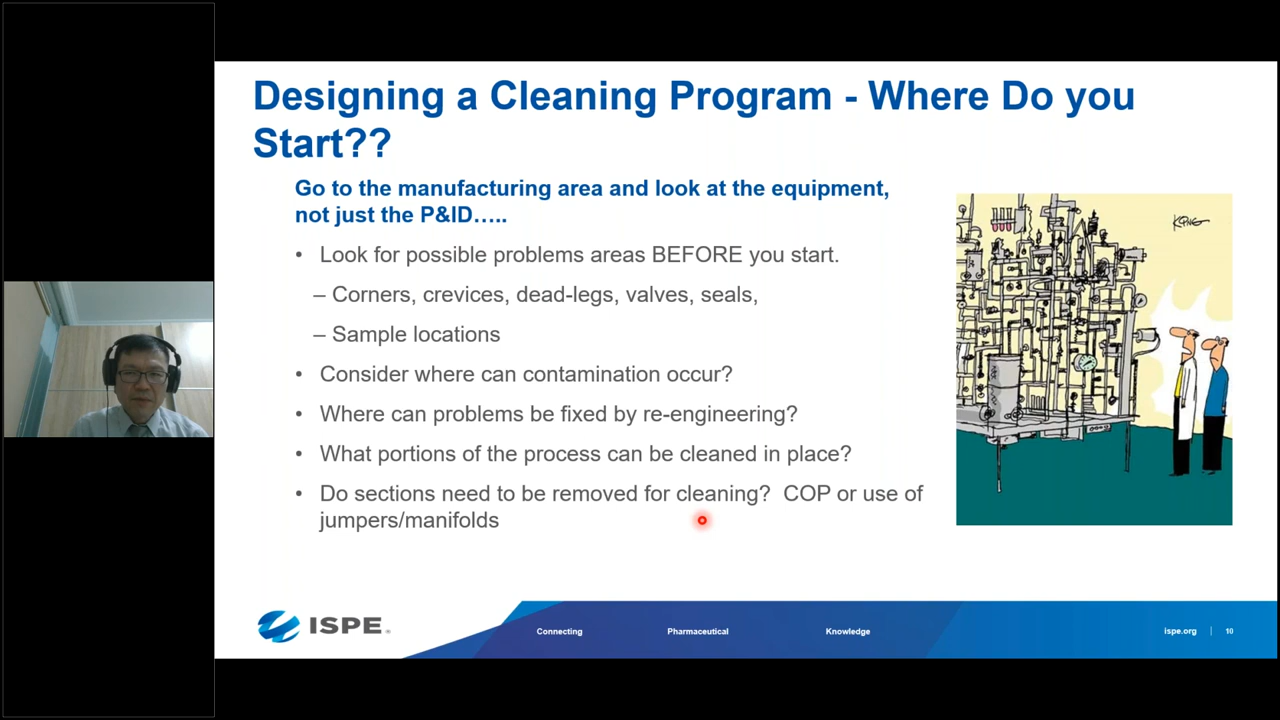 Designing a Cleaning Program - Where Do you
Start??
Go to the manufacturing area and look at the equipment,
not just the P&ID…..
• Look for possible problems areas BEFORE you start.
– Corners, crevices, dead-legs, valves, seals,
– Sample locations
• Consider where can contamination occur?
• Where can problems be fixed by re-engineering?
• What portions of the process can be cleaned in place?
• Do sections need to be removed for cleaning?  COP or use of
jumpers/manifolds
ISPE®
Connecting
Pharmaceutical
Knowledge
ispe.org | 10